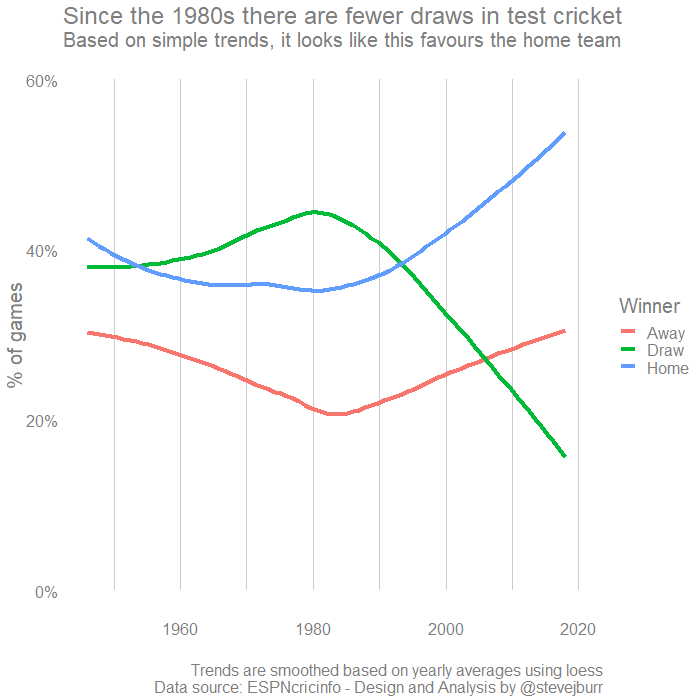 Since the 1980s there are fewer draws in test cricket
Based on simple trends, it looks like this favours the home team
60%
40%
20%
0%
% of games
1960
1980
2000
2020
Winner
Away
Draw
Home
Trends are smoothed based on yearly averages using loess
Data source: ESPNcricinfo - Design and Analysis by @stevejburr